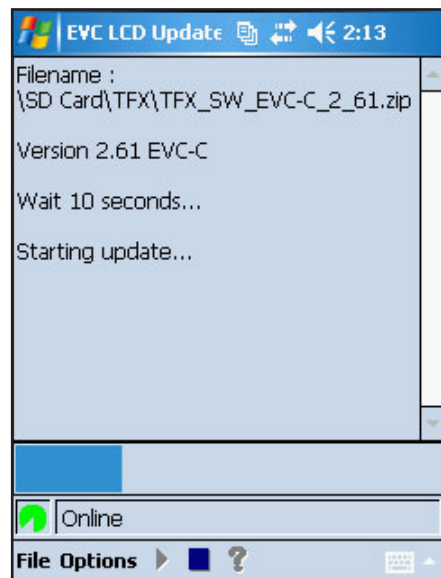 EVC LCD Update 2:13
Filename :
\SD Card\TFX\TFX_SW_EVC-C_2_61.zip
Version 2.61 EVC-C
Wait 10 seconds...
Starting update...
Online
File Options ?